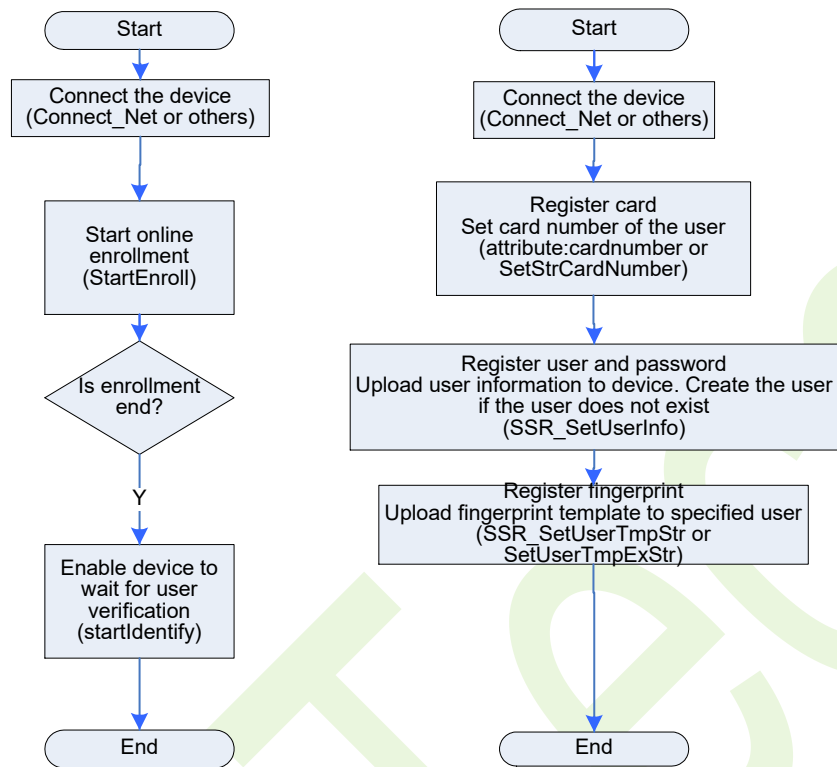 Start
Connect the device
(Connect_Net or others)
Start online
enrollment
(StartEnroll)
Is enrollment
end?
Y
Enable device to
wait for user
verification
(startIdentify)
End
Start
Connect the device
(Connect_Net or others)
Register card
Set card number of the user
(attribute:cardnumber or
SetStrCardNumber)
Register user and password
Upload user information to device. Create the user
if the user does not exist
(SSR_SetUserInfo)
Register fingerprint
Upload fingerprint template to specified user
(SSR_SetUserTmpStr or
SetUserTmpExStr)
End